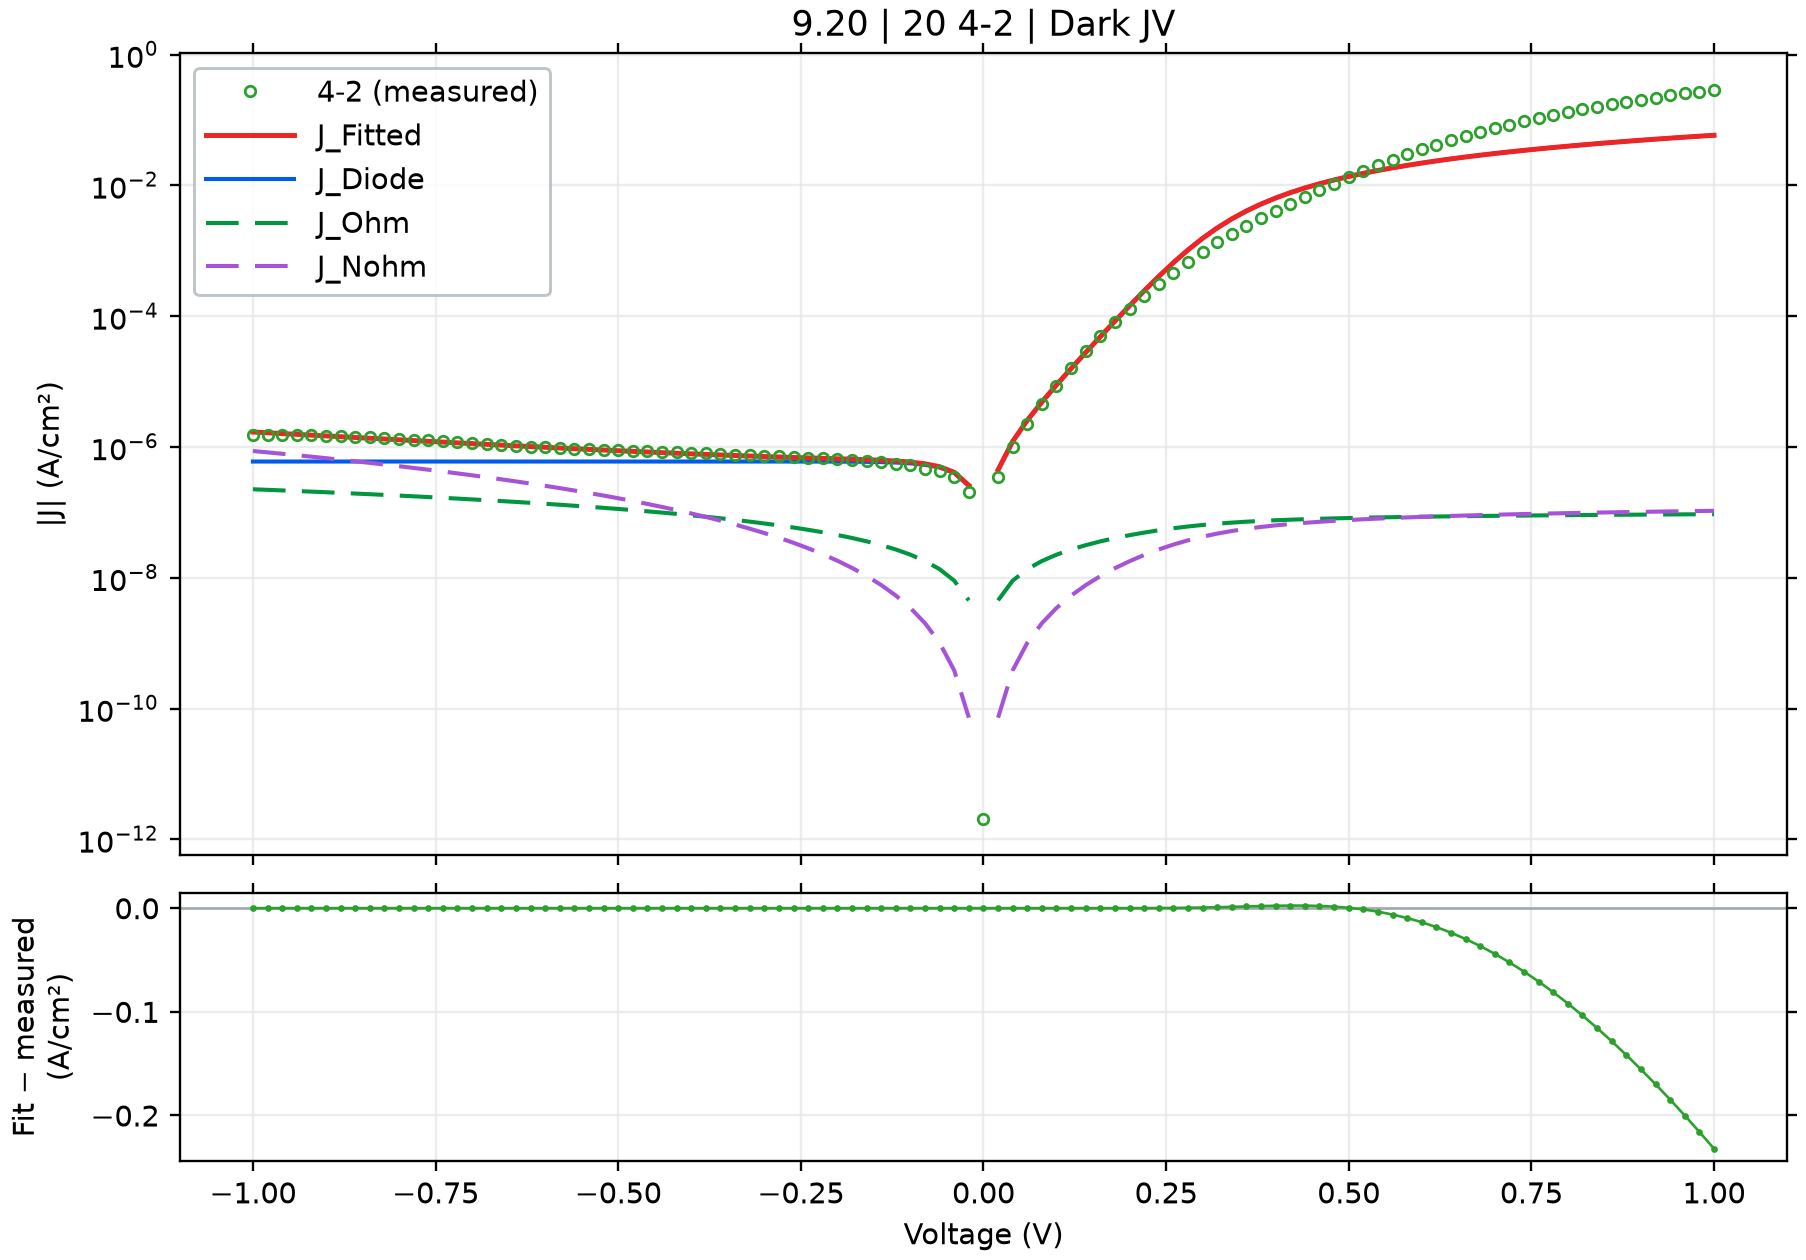 9.20 | 20 4-2 | Dark JV
10⁰
10⁻²
10⁻⁴
10⁻⁶
10⁻⁸
10⁻¹⁰
10⁻¹²
|J| (A/cm²)
4-2 (measured)
J_Fitted
J_Diode
J_Ohm
J_Nohm
0.0
−0.1
−0.2
Fit − measured
(A/cm²)
−1.00 −0.75 −0.50 −0.25 0.00 0.25 0.50 0.75 1.00
Voltage (V)